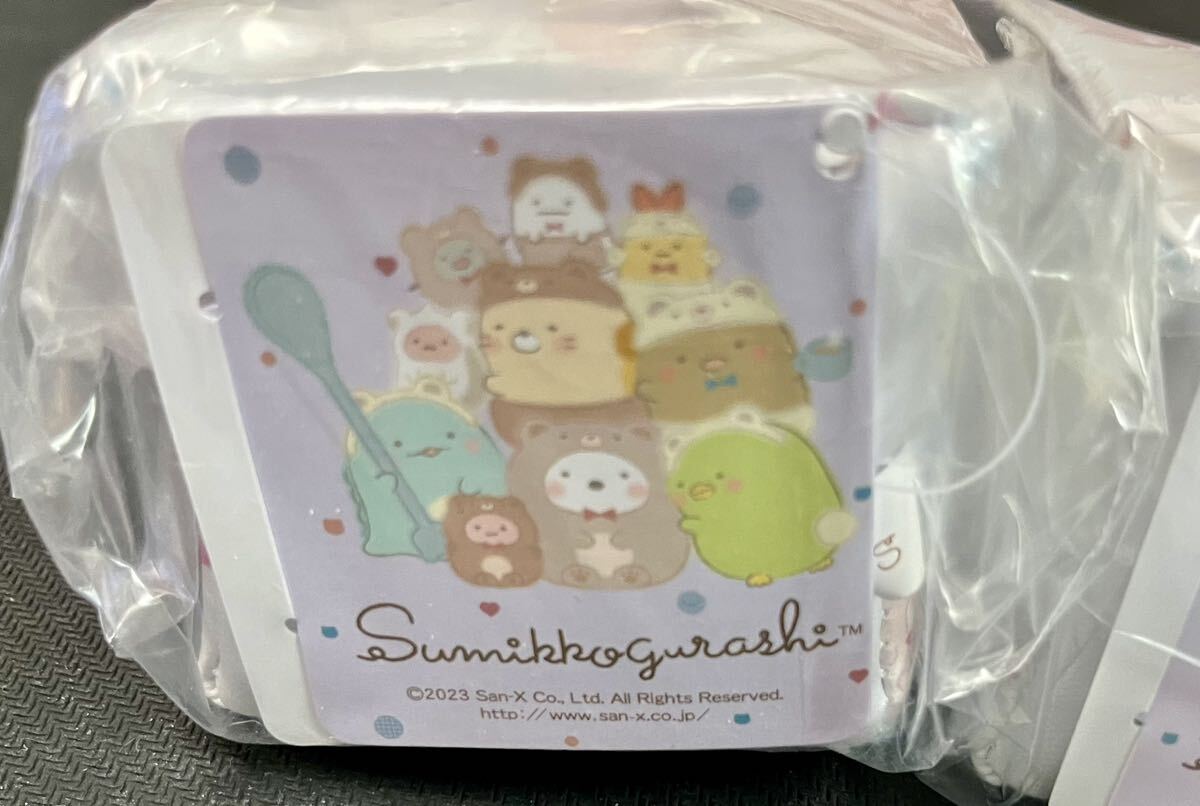 Sumikkogurashi™
©2023 San-X Co., Ltd. All Rights Reserved.
http://www.san-x.co.jp/